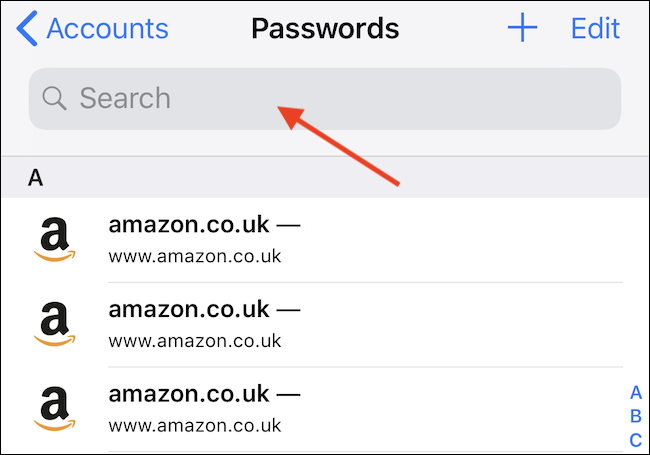 Accounts Passwords + Edit
Search
A
amazon.co.uk —
www.amazon.co.uk
amazon.co.uk —
www.amazon.co.uk
amazon.co.uk —
www.amazon.co.uk
A
B
C